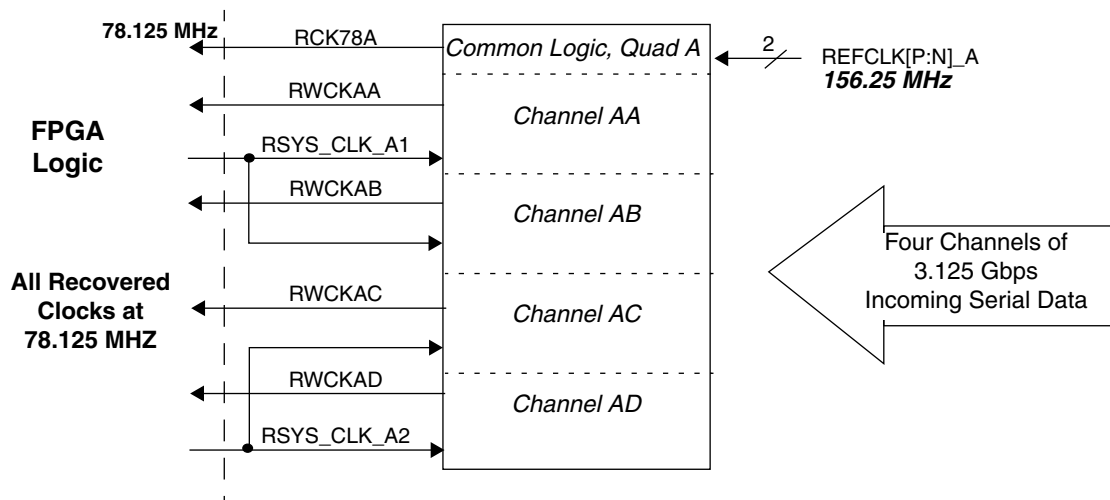 78.125 MHz
RCK78A
Common Logic, Quad A
2
REFCLK[P:N]_A
156.25 MHz
RWCKAA
Channel AA
FPGA
Logic
RSYS_CLK_A1
RWCKAB
Channel AB
Four Channels of
3.125 Gbps
Incoming Serial Data
All Recovered
Clocks at
78.125 MHZ
RWCKAC
Channel AC
RWCKAD
Channel AD
RSYS_CLK_A2